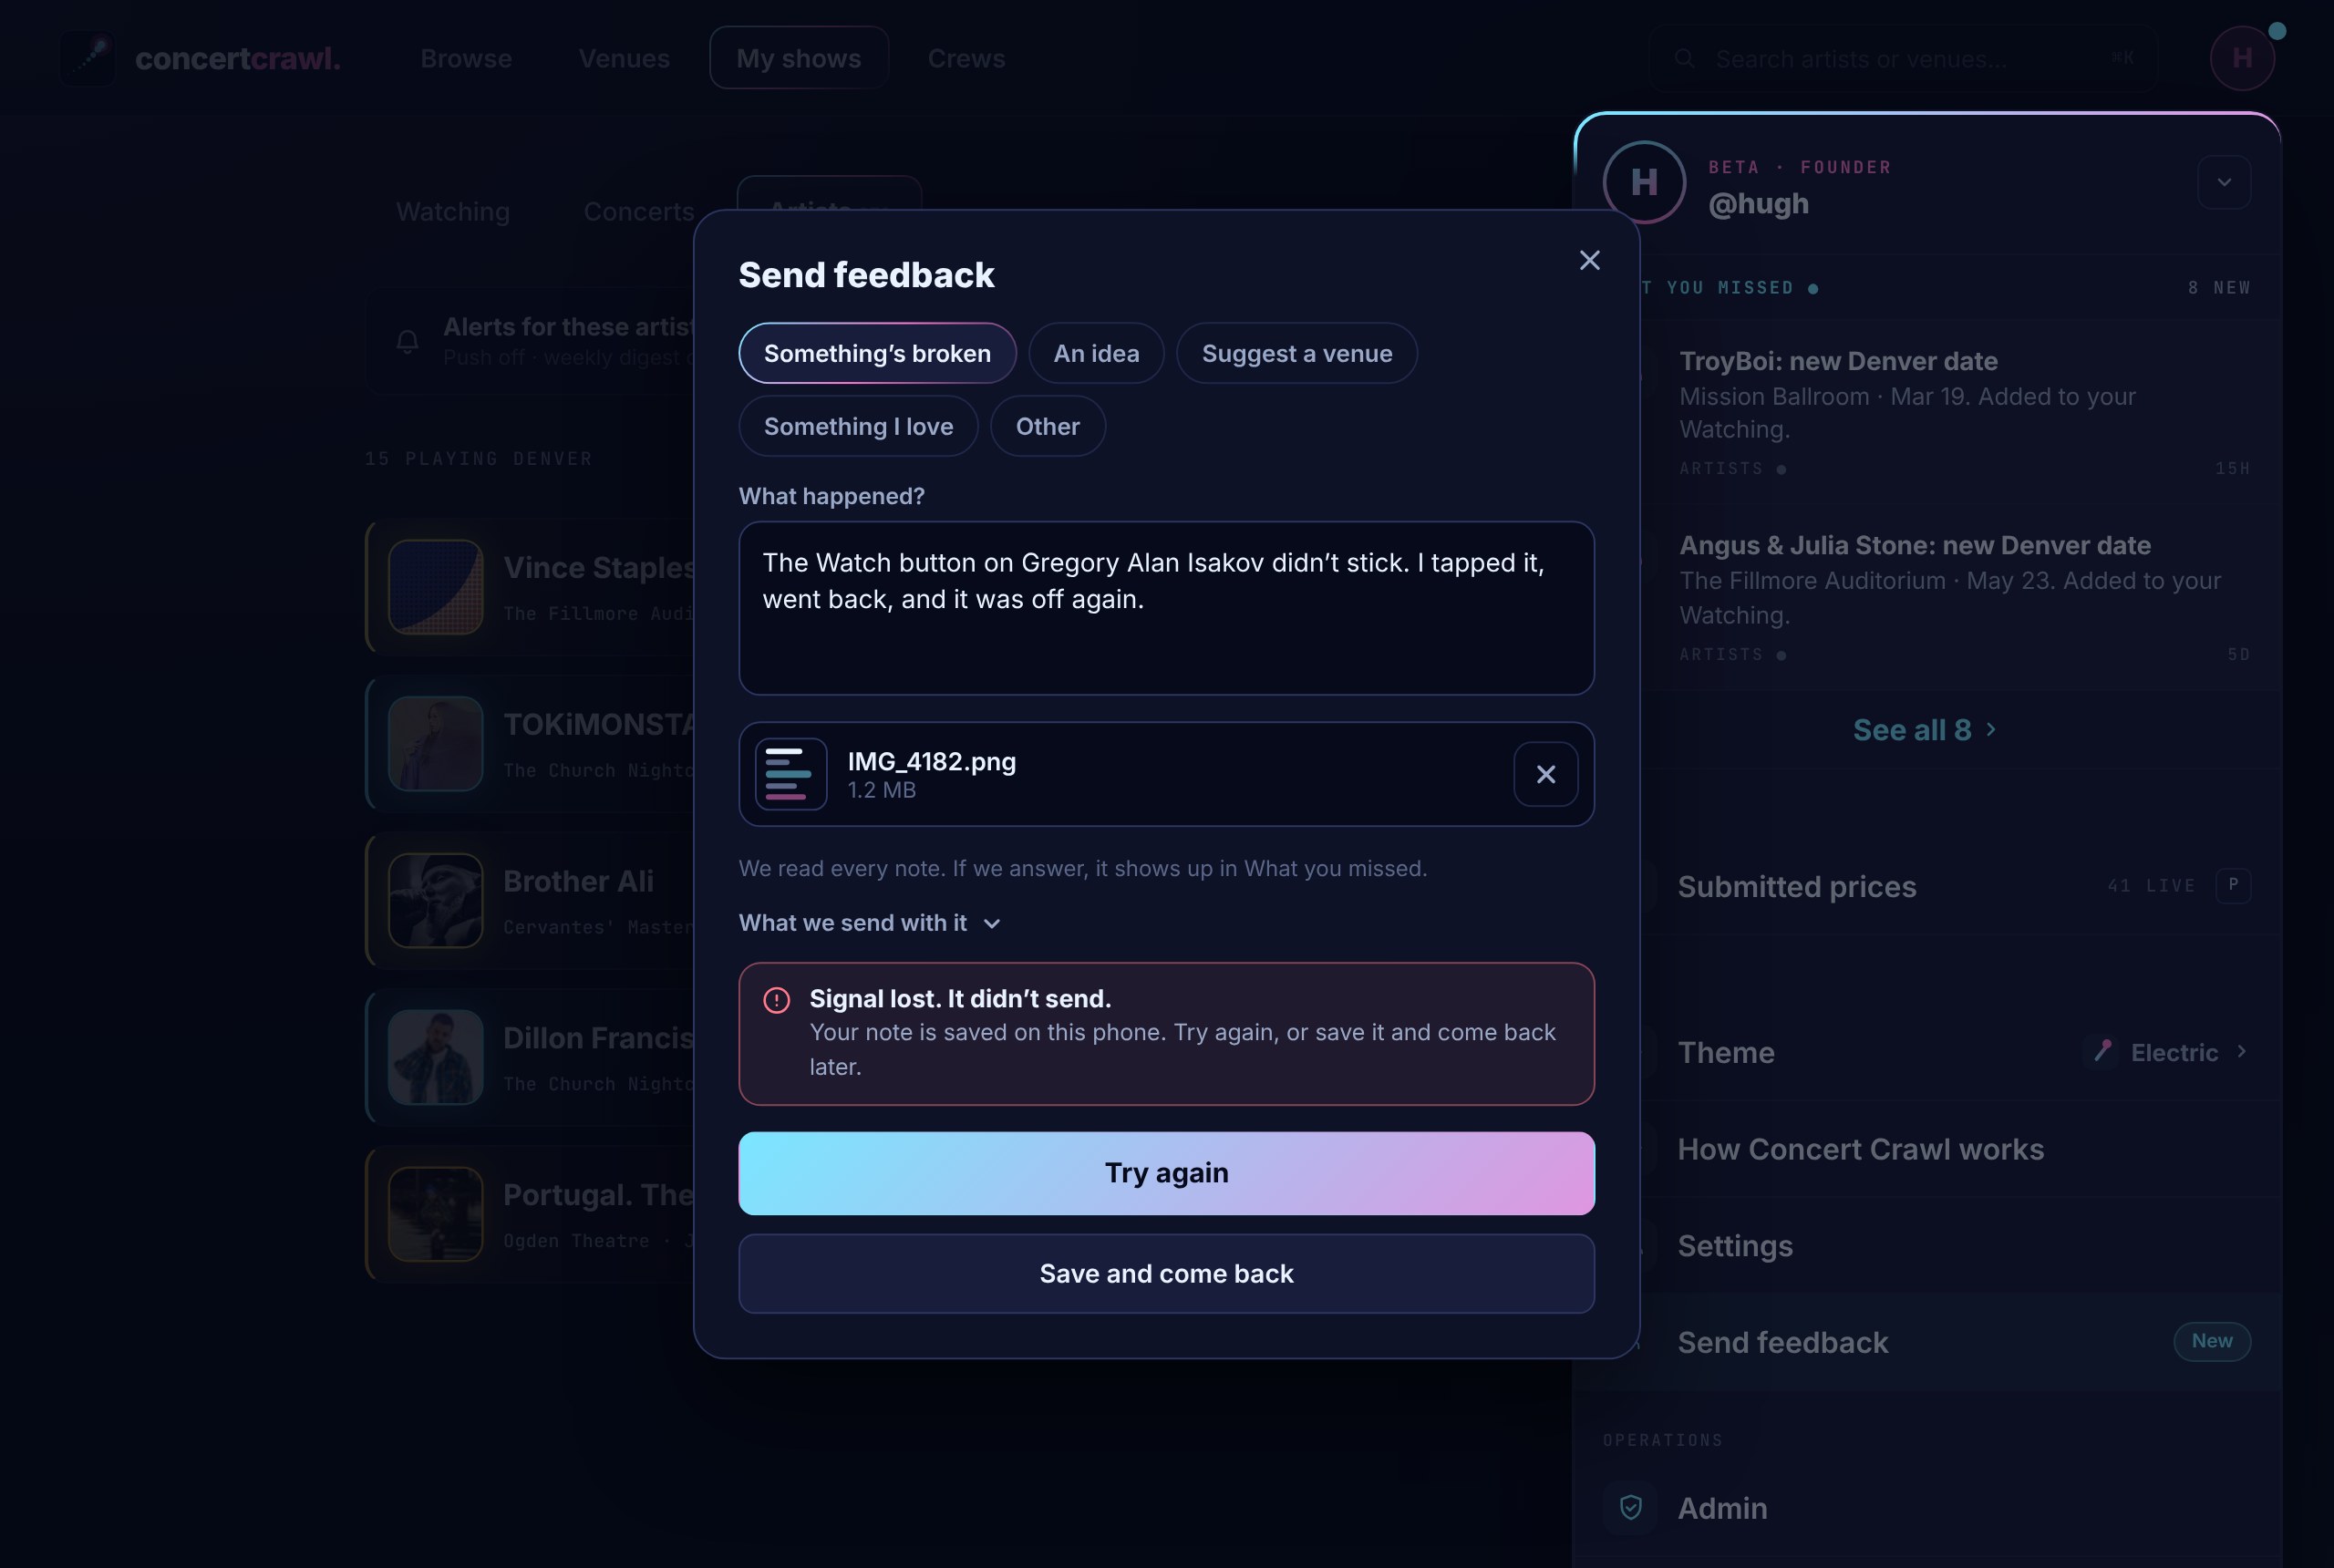 concertcrawl.
Browse
Venues
My shows
Crews
Search artists or venues...
⌘K
H
Watching
Concerts
Artists
Alerts for these artist
Push off · weekly digest
15 PLAYING DENVER
Vince Staples
The Fillmore Audi
TOKiMONSTA
The Church Nightc
Brother Ali
Cervantes' Master
Dillon Francis
The Church Nightc
Portugal. The
Ogden Theatre · J
Send feedback
Something’s broken
An idea
Suggest a venue
Something I love
Other
What happened?
The Watch button on Gregory Alan Isakov didn’t stick. I tapped it,
went back, and it was off again.
IMG_4182.png
1.2 MB
We read every note. If we answer, it shows up in What you missed.
What we send with it
Signal lost. It didn’t send.
Your note is saved on this phone. Try again, or save it and come back
later.
Try again
Save and come back
H
BETA · FOUNDER
@hugh
T YOU MISSED
8 NEW
TroyBoi: new Denver date
Mission Ballroom · Mar 19. Added to your
Watching.
ARTISTS
15H
Angus & Julia Stone: new Denver date
The Fillmore Auditorium · May 23. Added to your
Watching.
ARTISTS
5D
See all 8
Submitted prices
41 LIVE
P
Theme
Electric
How Concert Crawl works
Settings
Send feedback
New
OPERATIONS
Admin